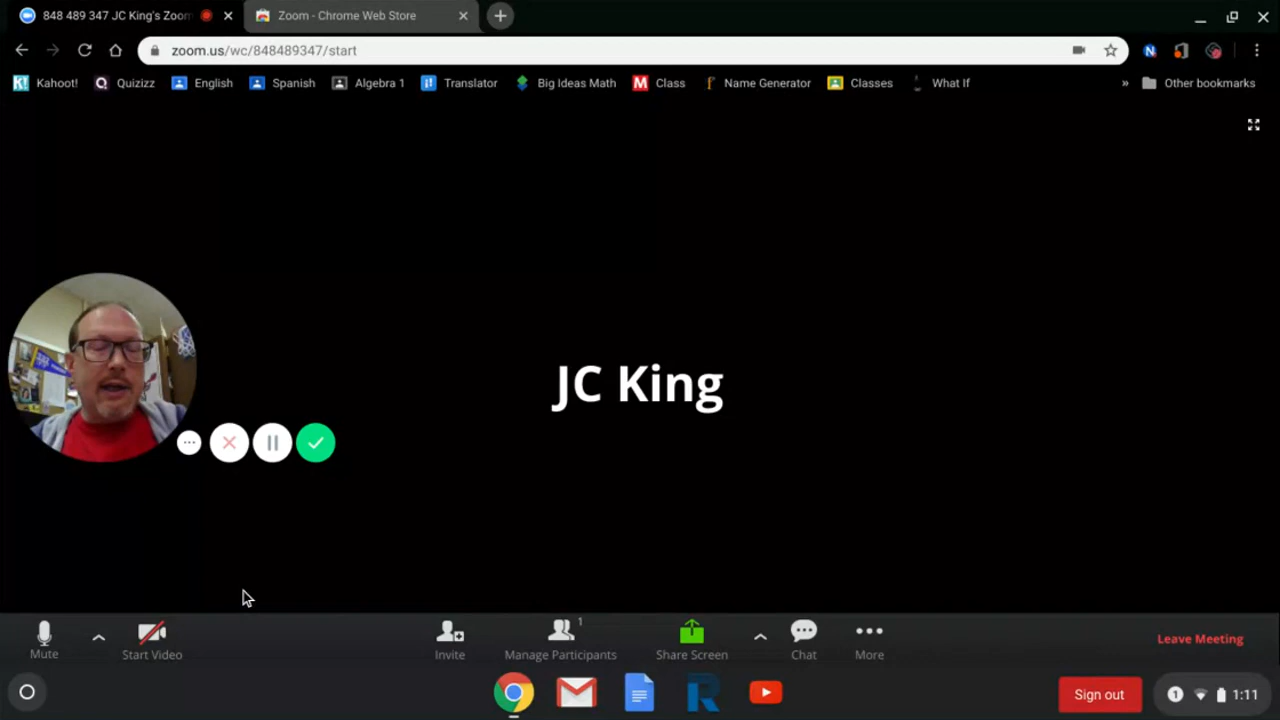 848 489 347 JC King's Zoom
Zoom - Chrome Web Store
zoom.us/wc/848489347/start
K! Kahoot!
Quizizz
English
Spanish
Algebra 1
Translator
Big Ideas Math
M Class
f Name Generator
Classes
What If
»
Other bookmarks
N
JC King
Mute
Start Video
Invite
1
Manage Participants
Share Screen
Chat
More
Leave Meeting
R
Sign out
1
1:11